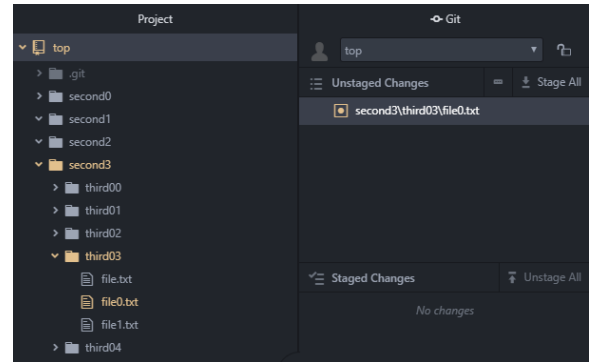 Project
top
.git
second0
second1
second2
second3
third00
third01
third02
third03
file.txt
file0.txt
file1.txt
third04
Git
top
Unstaged Changes
Stage All
second3\third03\file0.txt
Staged Changes
Unstage All
No changes